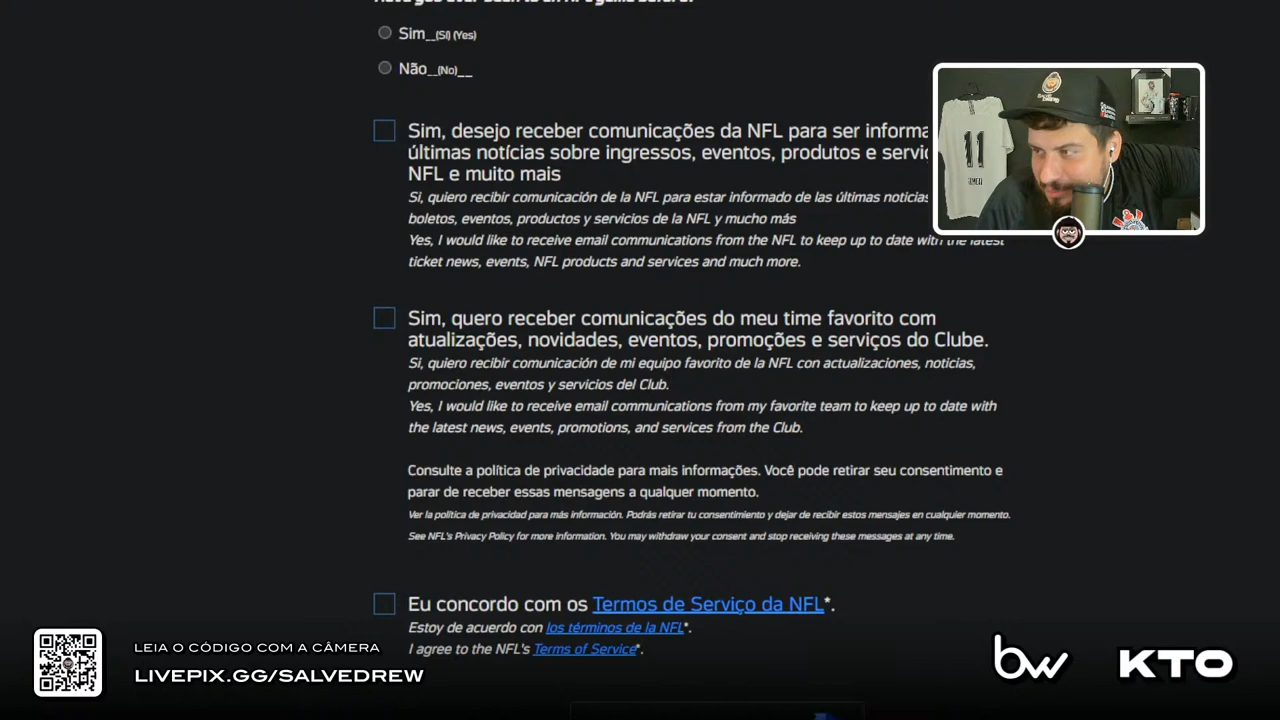 Sim__(Si) (Yes)
Não__(No)__
Sim, desejo receber comunicações da NFL para ser
últimas notícias sobre ingressos, eventos, produtos e
NFL e muito mais
Si, quiero recibir comunicación de la NFL para estar informado de las últimas noticias
boletos, eventos, productos y servicios de la NFL y mucho más
Yes, I would like to receive email communications from the NFL to keep up to date with the latest
ticket news, events, NFL products and services and much more.
11
Sim, quero receber comunicações do meu time favorito com
atualizações, novidades, eventos, promoções e serviços do Clube.
Si, quiero recibir comunicación de mi equipo favorito de la NFL con actualizaciones, noticias,
promociones, eventos y servicios del Club.
Yes, I would like to receive email communications from my favorite team to keep up to date with
the latest news, events, promotions, and services from the Club.
Consulte a política de privacidade para mais informações. Você pode retirar seu consentimento e
parar de receber essas mensagens a qualquer momento.
Ver la política de privacidad para más información. Podrás retirar tu consentimiento y dejar de recibir estos mensajes en cualquier momento.
See NFL's Privacy Policy for more information. You may withdraw your consent and stop receiving these messages at any time.
Eu concordo com os Termos de Serviço da NFL*.
Estoy de acuerdo con los términos de la NFL*.
I agree to the NFL's Terms of Service*.
LEIA O CÓDIGO COM A CÂMERA
LIVEPIX.GG/SALVEDREW
bw
KTO